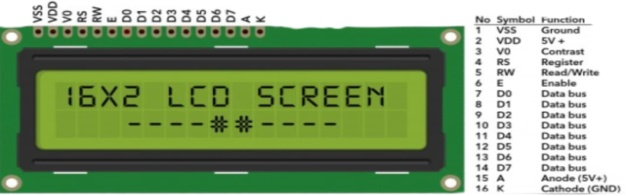 VSS VDD V0 RS RW E D0 D1 D2 D3 D4 D5 D6 D7 A K
16X2 LCD SCREEN
----##----
No Symbol Function
1 VSS Ground
2 VDD 5V +
3 V0 Contrast
4 RS Register
5 RW Read/Write
6 E Enable
7 D0 Data bus
8 D1 Data bus
9 D2 Data bus
10 D3 Data bus
11 D4 Data bus
12 D5 Data bus
13 D6 Data bus
14 D7 Data bus
15 A Anode (5V+)
16 K Cathode (GND)